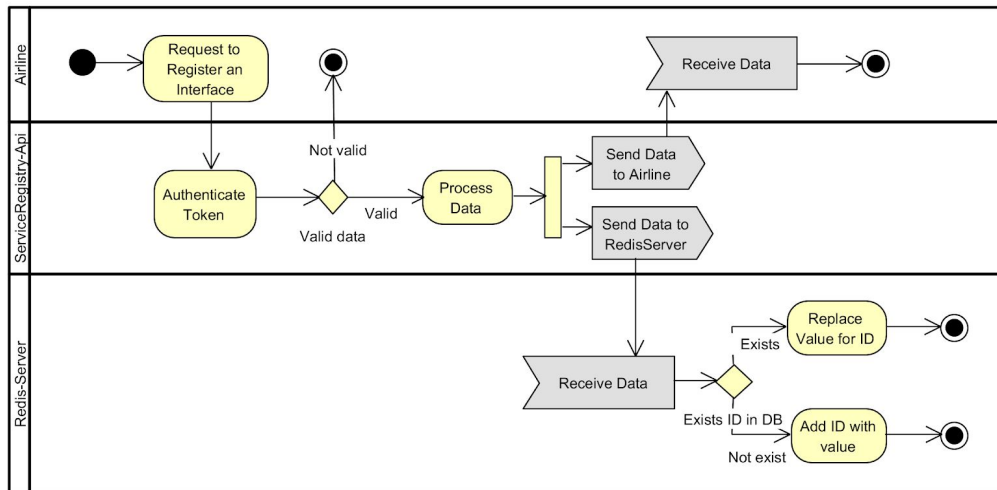 Airline
Request to
Register an
Interface
Receive Data
ServiceRegistry-Api
Not valid
Authenticate
Token
Valid
Valid data
Process
Data
Send Data
to Airline
Send Data to
RedisServer
Redis-Server
Receive Data
Exists
Replace
Value for ID
Exists ID in DB
Not exist
Add ID with
value